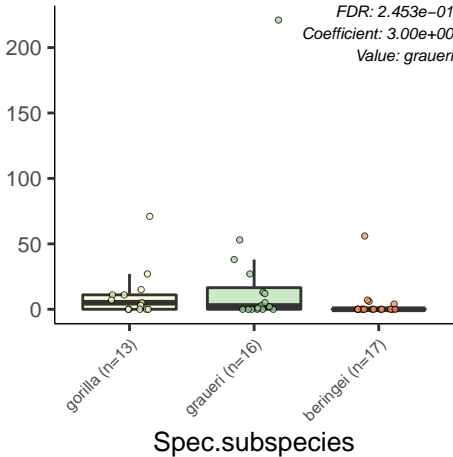 FDR: 2.453e−01
Coefficient: 3.00e+00
Value: graueri
200
150
100
50
0
gorilla (n=13)
graueri (n=16)
beringei (n=17)
Spec.subspecies